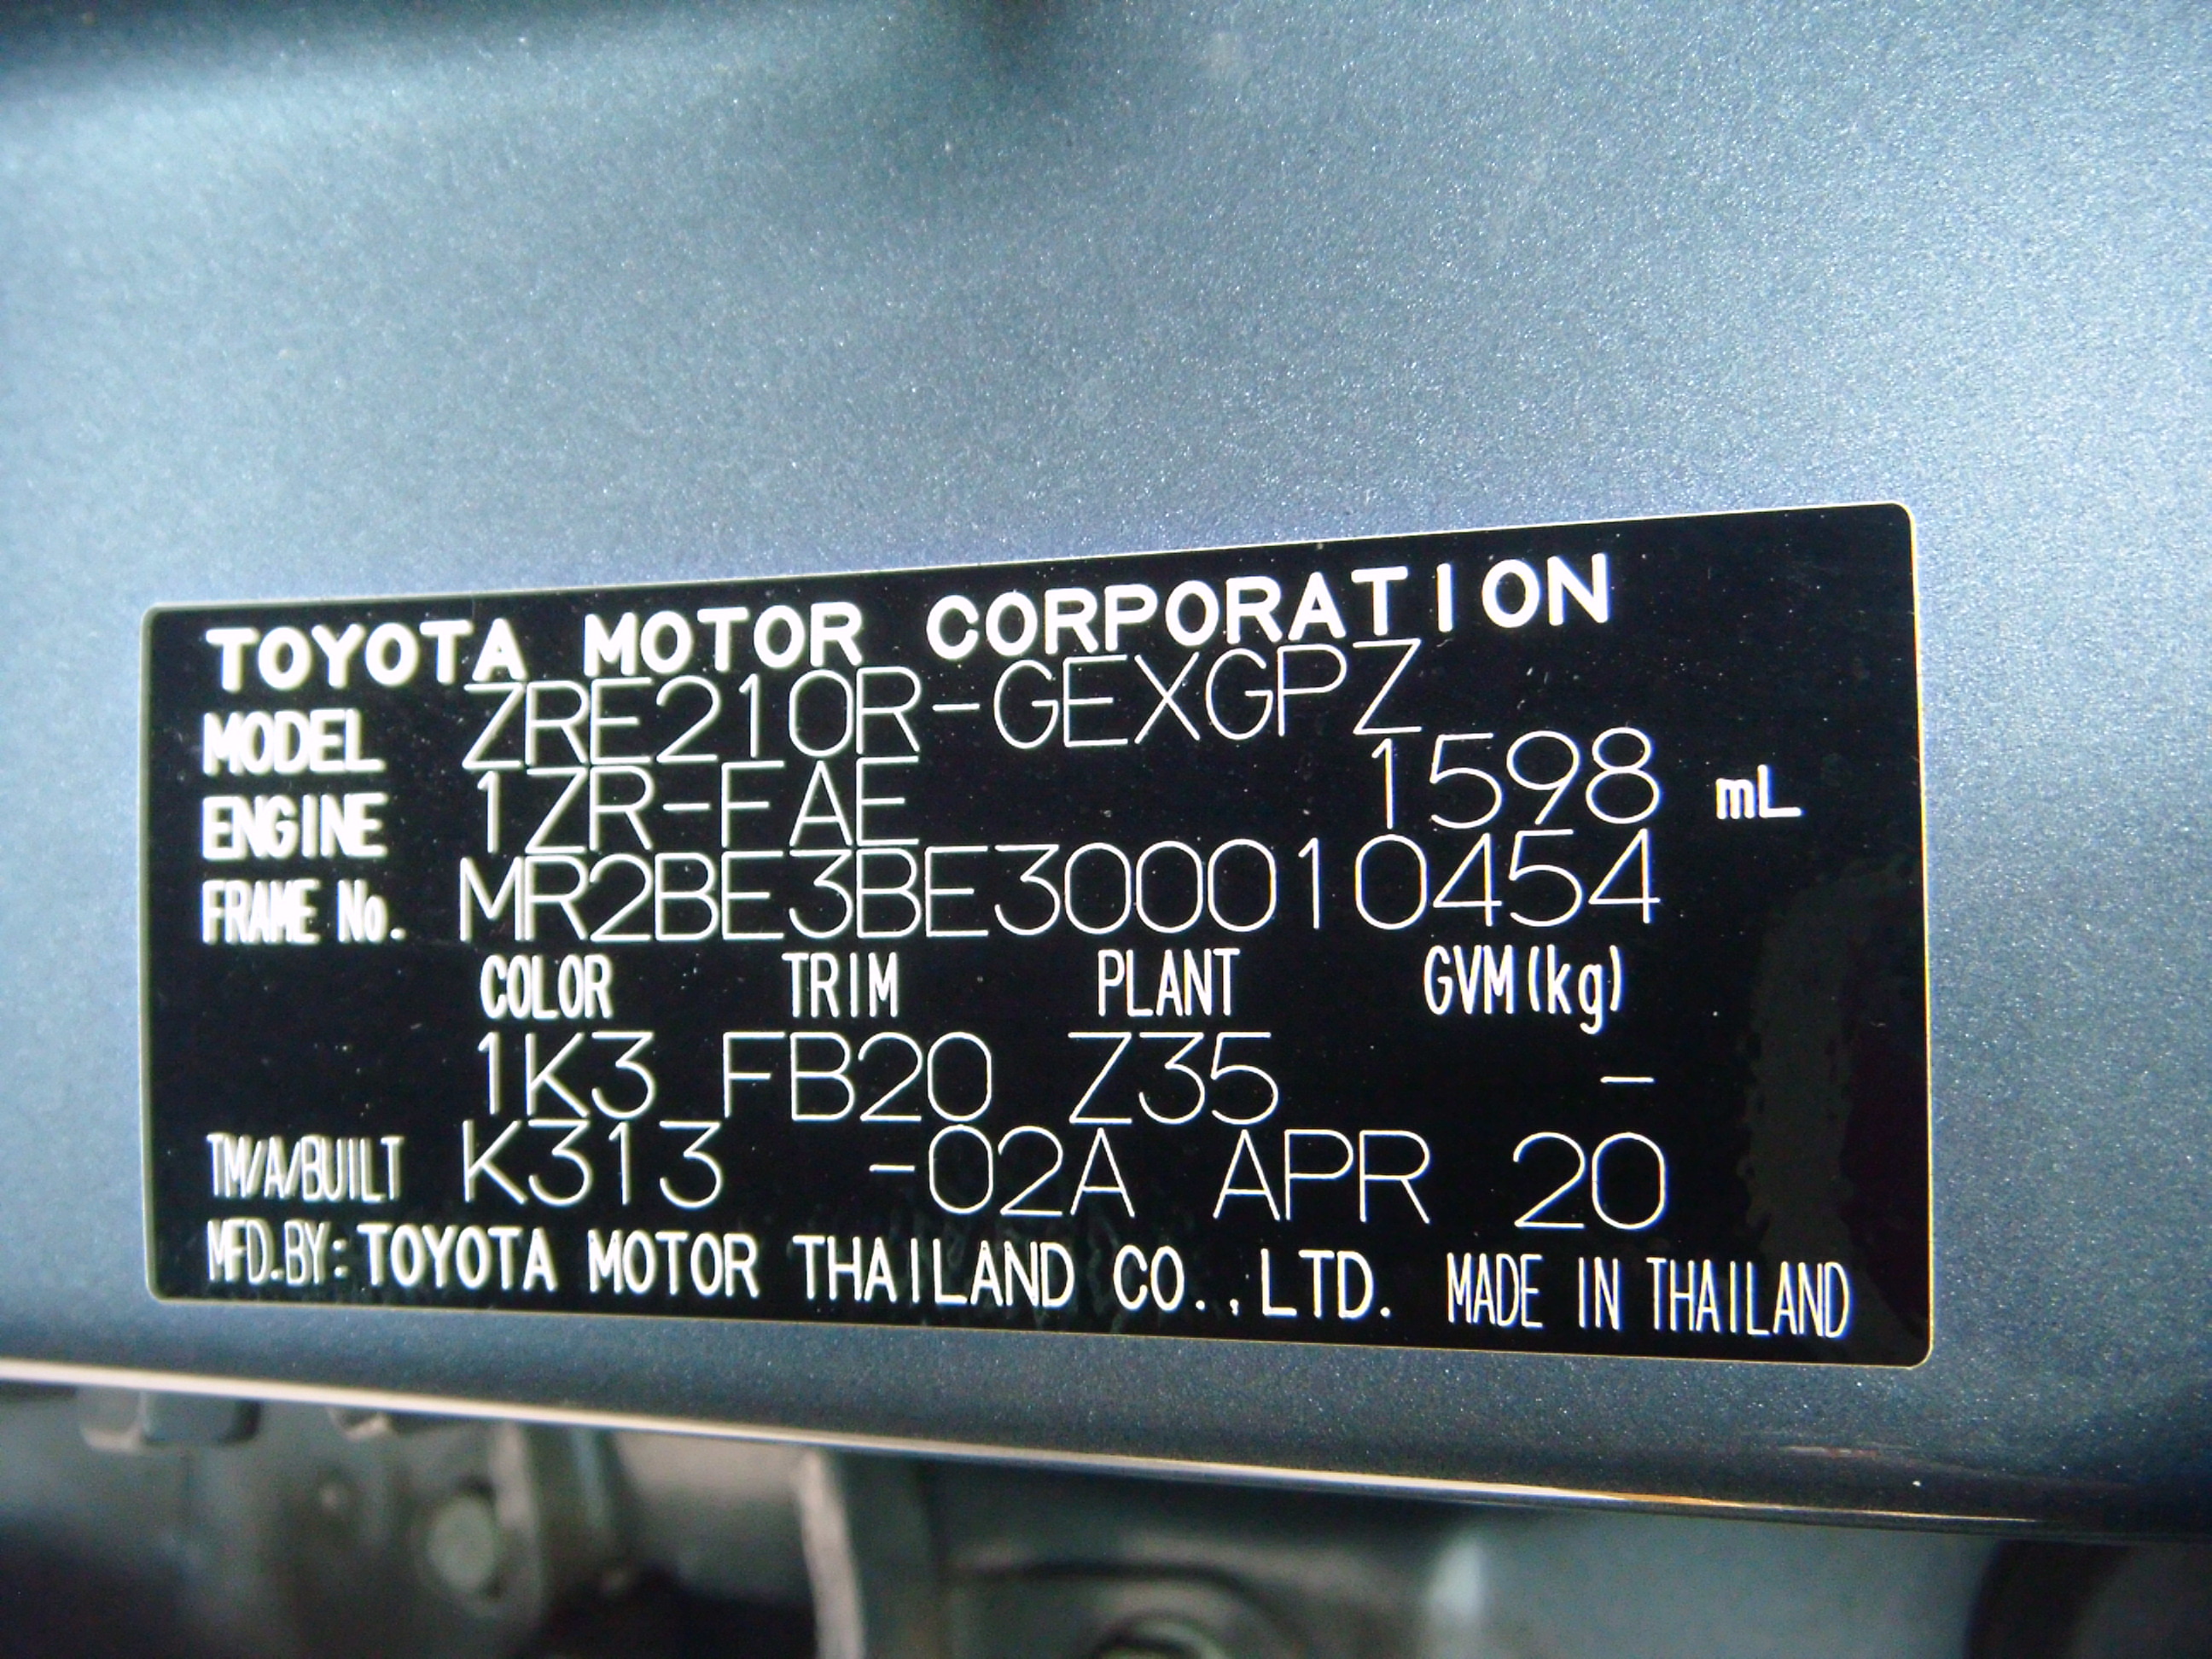 TOYOTA MOTOR CORPORATION
MODEL ZRE210R-GEXGPZ
ENGINE 1ZR-FAE 1598 mL
FRAME No. MR2BE3BE300010454
COLOR TRIM PLANT GVM(kg)
1K3 FB20 Z35 -
TM/A/BUILT K313 -02A APR 20
MFD.BY: TOYOTA MOTOR THAILAND CO.,LTD. MADE IN THAILAND